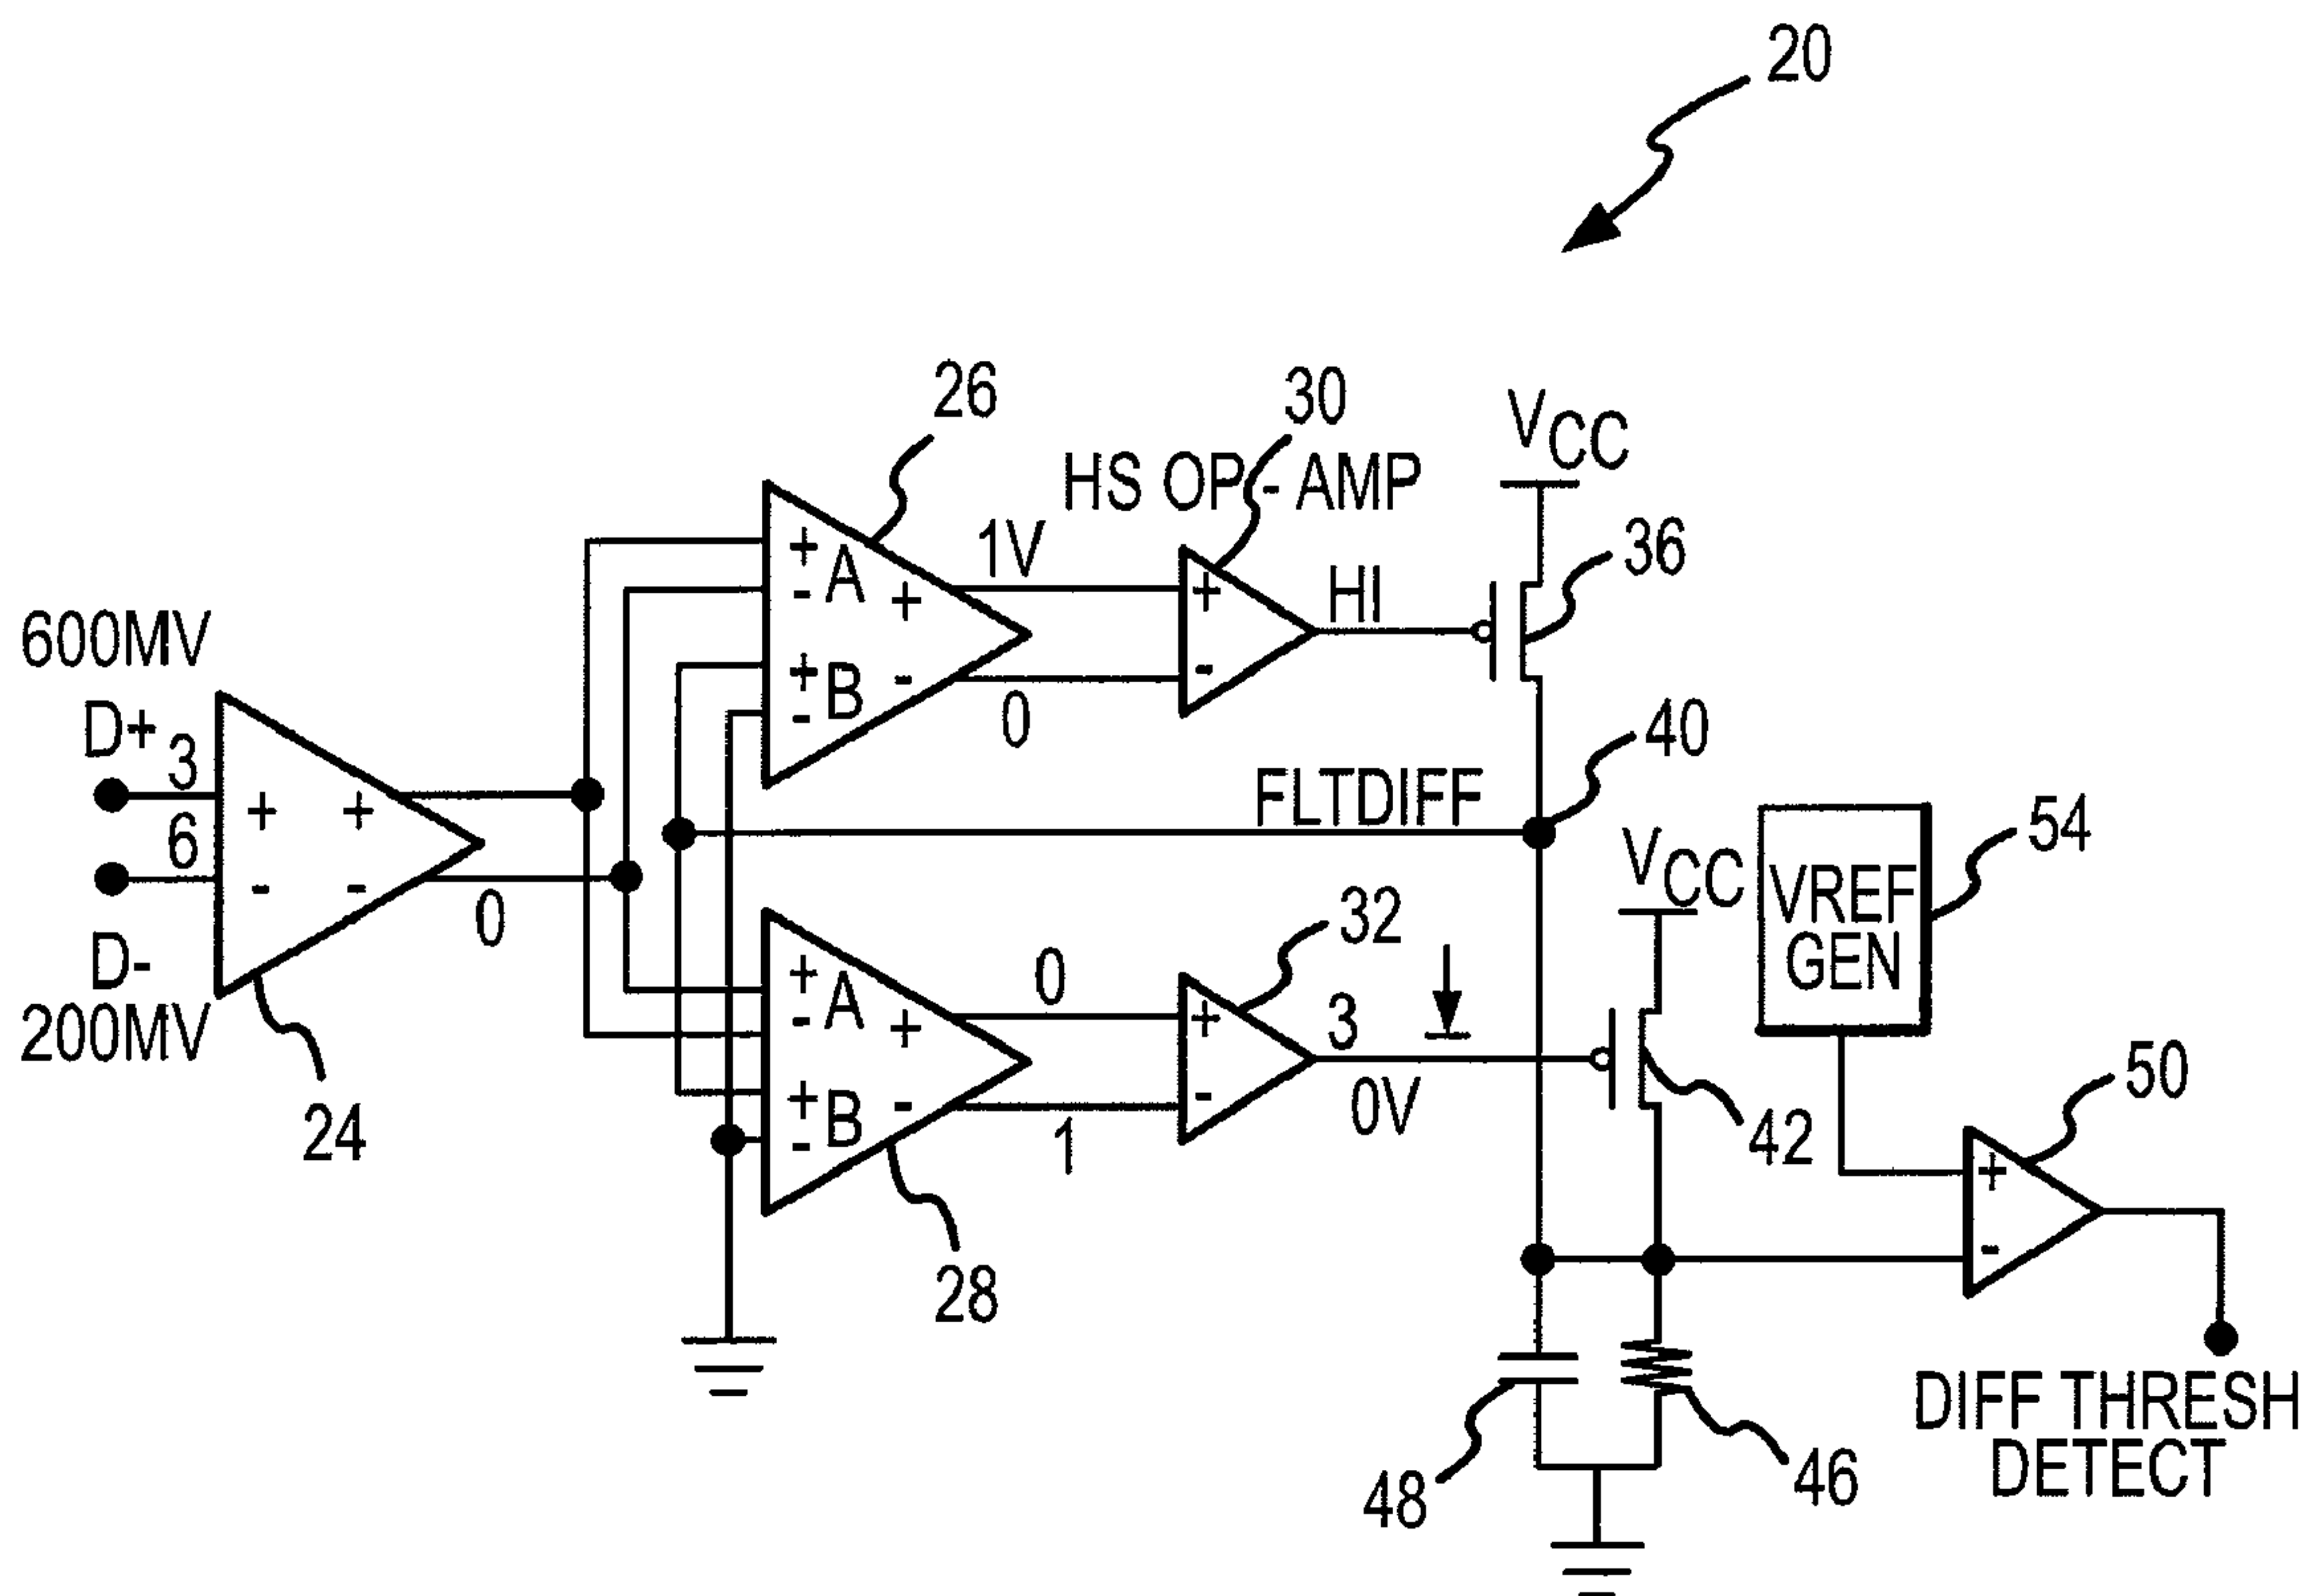 20
26
30
HS OP - AMP
VCC
36
1V
HI
+
-
A
+
-
B
+
-
0
+
-
600MV
D+
3
6
D-
200MV
+
-
+
-
0
24
FLTDIFF
40
VCC
VREF
GEN
54
32
+
-
A
+
-
B
+
-
0
1
+
-
3
0V
42
50
+
-
28
48
46
DIFF THRESH
DETECT